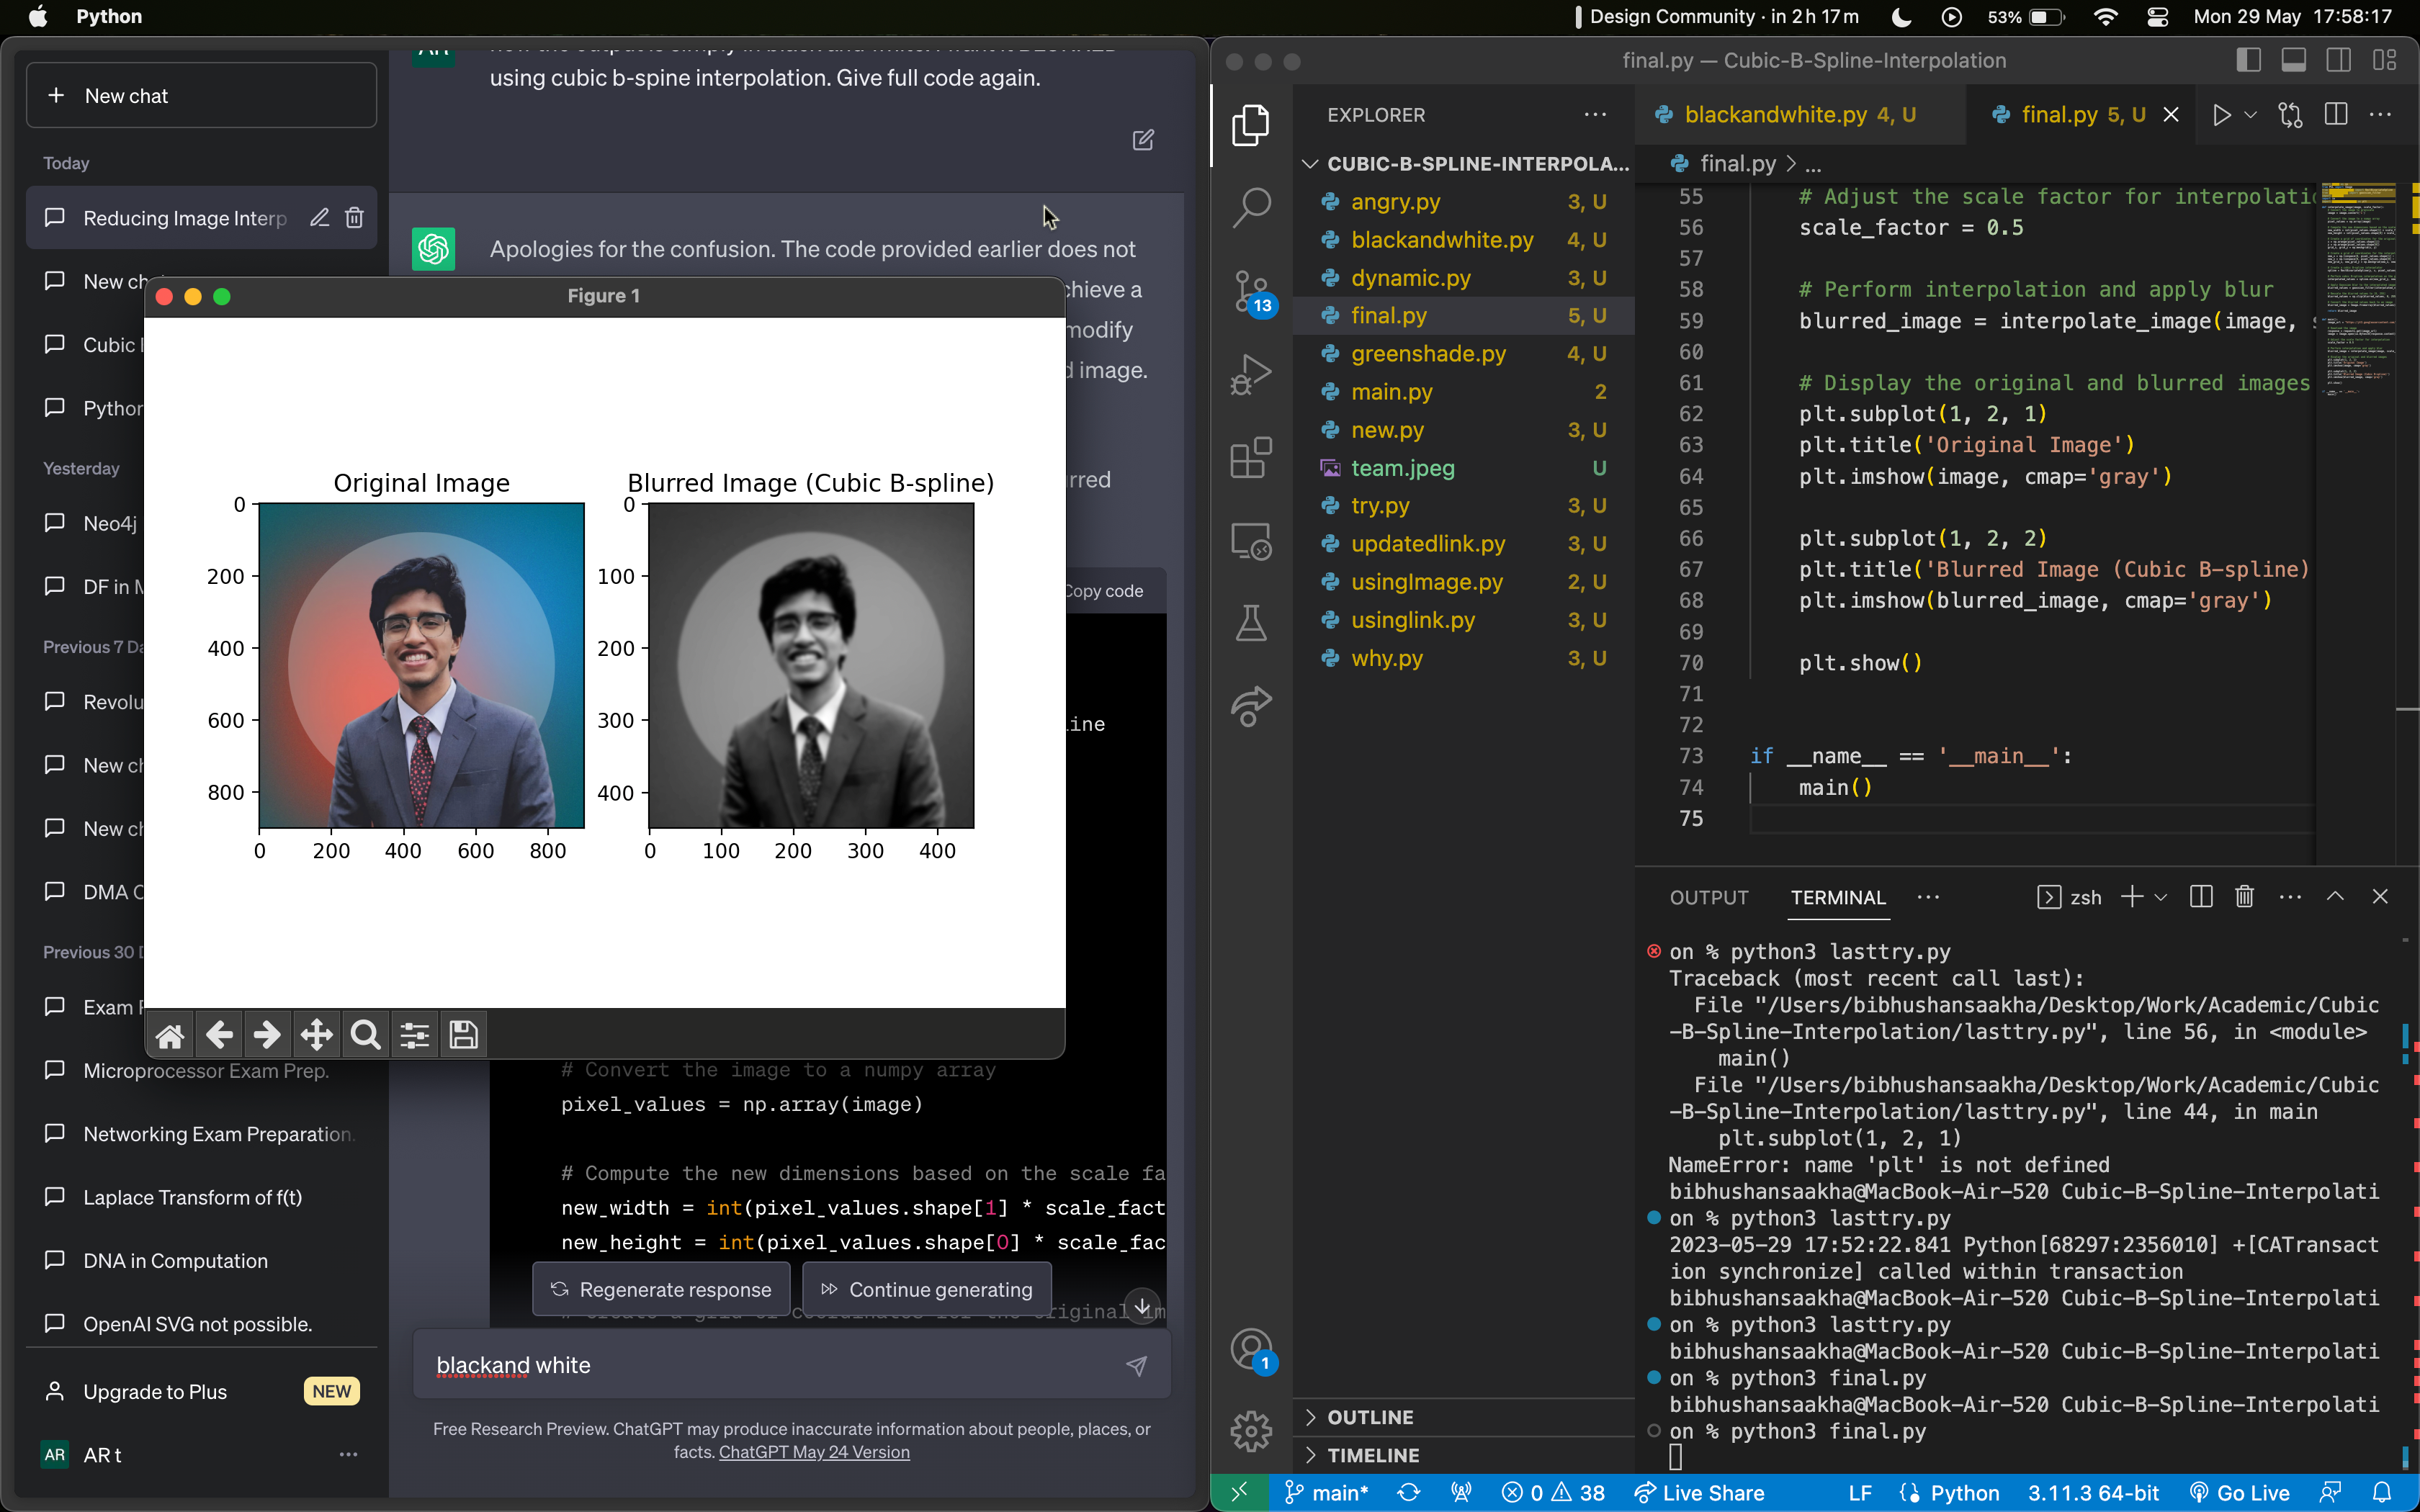 Python
Design Community · in 2 h 17 m
53%
Mon 29 May 17:58:17
New chat
Today
Reducing Image Interp
New ch
Cubic
Python
Yesterday
Neo4j
DF in M
Previous 7 Da
Revolu
New ch
New ch
DMA C
Previous 30 D
Exam
Microprocessor Exam Prep.
Networking Exam Preparation.
Laplace Transform of f(t)
DNA in Computation
OpenAI SVG not possible.
Upgrade to Plus
NEW
AR
AR t
using cubic b-spine interpolation. Give full code again.
Apologies for the confusion. The code provided earlier does not
chieve a
modify
d image.
rred
Copy code
ine
Figure 1
Original Image
0
200
400
600
800
0 200 400 600 800
Blurred Image (Cubic B-spline)
0
100
200
300
400
0 100 200 300 400
# Convert the image to a numpy array
pixel_values = np.array(image)
# Compute the new dimensions based on the scale fa
new_width = int(pixel_values.shape[1] * scale_fact
new_height = int(pixel_values.shape[0] * scale_fac
Regenerate response
Continue generating
blackand white
Free Research Preview. ChatGPT may produce inaccurate information about people, places, or
facts. ChatGPT May 24 Version
final.py — Cubic-B-Spline-Interpolation
EXPLORER
CUBIC-B-SPLINE-INTERPOLA...
angry.py 3, U
blackandwhite.py 4, U
dynamic.py 3, U
final.py 5, U
greenshade.py 4, U
main.py 2
new.py 3, U
team.jpeg U
try.py 3, U
updatedlink.py 3, U
usingImage.py 2, U
usinglink.py 3, U
why.py 3, U
13
1
OUTLINE
TIMELINE
blackandwhite.py 4, U
final.py 5, U
final.py > ...
55 # Adjust the scale factor for interpolati
56 scale_factor = 0.5
57
58 # Perform interpolation and apply blur
59 blurred_image = interpolate_image(image, s
60
61 # Display the original and blurred images
62 plt.subplot(1, 2, 1)
63 plt.title('Original Image')
64 plt.imshow(image, cmap='gray')
65
66 plt.subplot(1, 2, 2)
67 plt.title('Blurred Image (Cubic B-spline)
68 plt.imshow(blurred_image, cmap='gray')
69
70 plt.show()
71
72
73 if __name__ == '__main__':
74 main()
75
OUTPUT
TERMINAL
zsh
on % python3 lasttry.py
Traceback (most recent call last):
File "/Users/bibhushansaakha/Desktop/Work/Academic/Cubic
-B-Spline-Interpolation/lasttry.py", line 56, in <module>
main()
File "/Users/bibhushansaakha/Desktop/Work/Academic/Cubic
-B-Spline-Interpolation/lasttry.py", line 44, in main
plt.subplot(1, 2, 1)
NameError: name 'plt' is not defined
bibhushansaakha@MacBook-Air-520 Cubic-B-Spline-Interpolati
on % python3 lasttry.py
2023-05-29 17:52:22.841 Python[68297:2356010] +[CATransact
ion synchronize] called within transaction
bibhushansaakha@MacBook-Air-520 Cubic-B-Spline-Interpolati
on % python3 lasttry.py
bibhushansaakha@MacBook-Air-520 Cubic-B-Spline-Interpolati
on % python3 final.py
bibhushansaakha@MacBook-Air-520 Cubic-B-Spline-Interpolati
on % python3 final.py
main*
0
38
Live Share
LF
Python
3.11.3 64-bit
Go Live